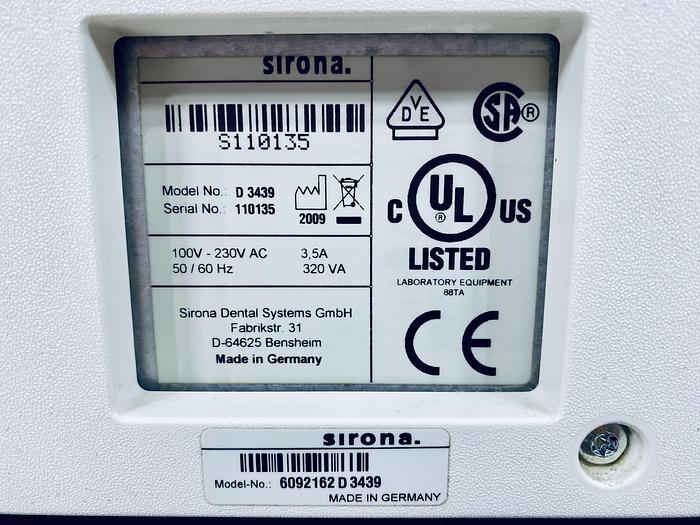 sirona.
S110135
Model No.: D 3439
Serial No.: 110135
2009
100V - 230V AC 3,5A
50 / 60 Hz 320 VA
Sirona Dental Systems GmbH
Fabrikstr. 31
D-64625 Bensheim
Made in Germany
DVE
SA®
C UL® US
LISTED
LABORATORY EQUIPMENT
88TA
CE
sirona.
Model-No.: 6092162 D 3439
MADE IN GERMANY